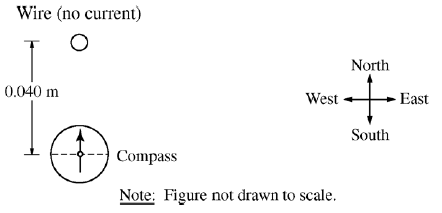 Wire (no current)
0.040 m
North
West
East
South
Compass
Note: Figure not drawn to scale.